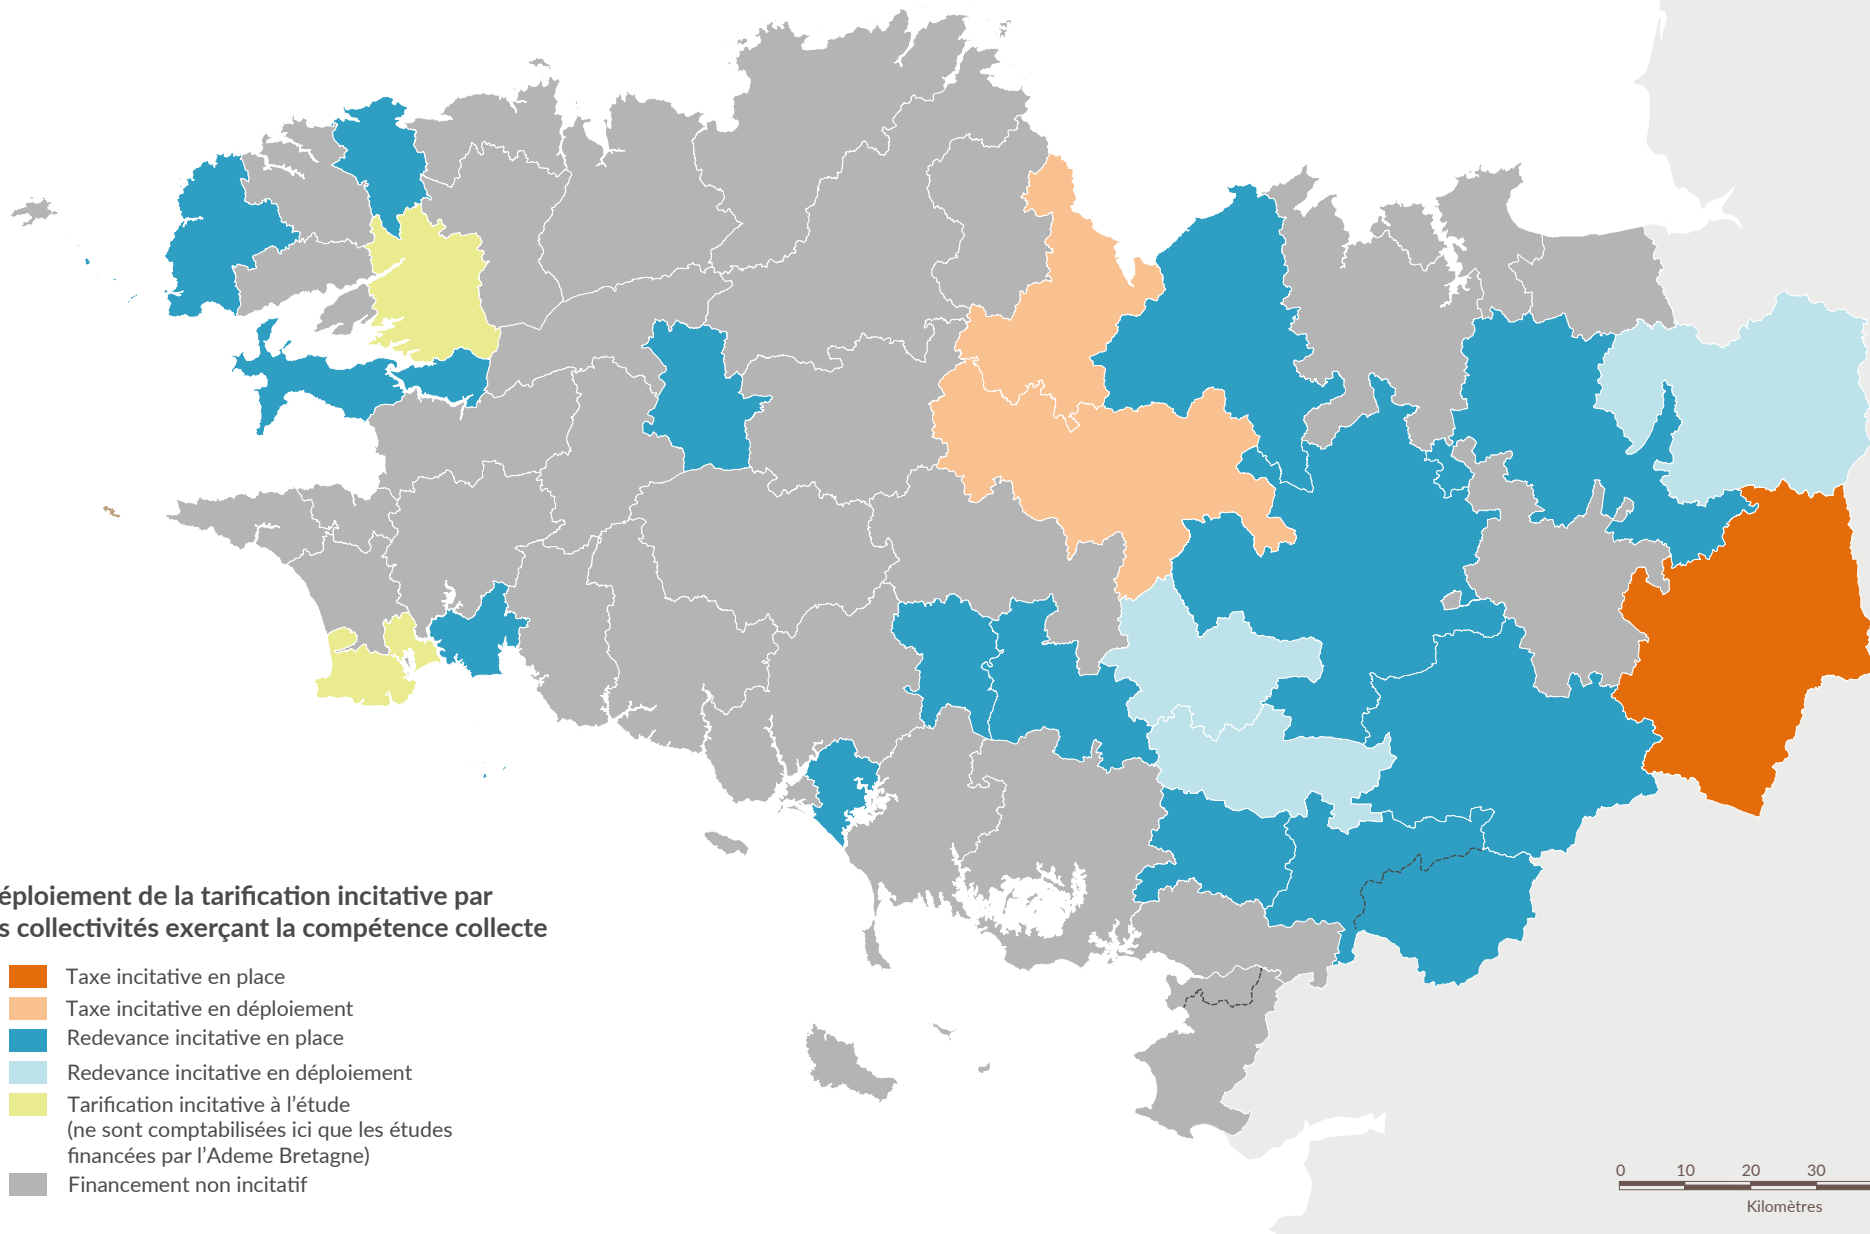 éploiement de la tarification incitative par
s collectivités exerçant la compétence collecte
Taxe incitative en place
Taxe incitative en déploiement
Redevance incitative en place
Redevance incitative en déploiement
Tarification incitative à l’étude
(ne sont comptabilisées ici que les études
financées par l’Ademe Bretagne)
Financement non incitatif
0 10 20 30
Kilomètres